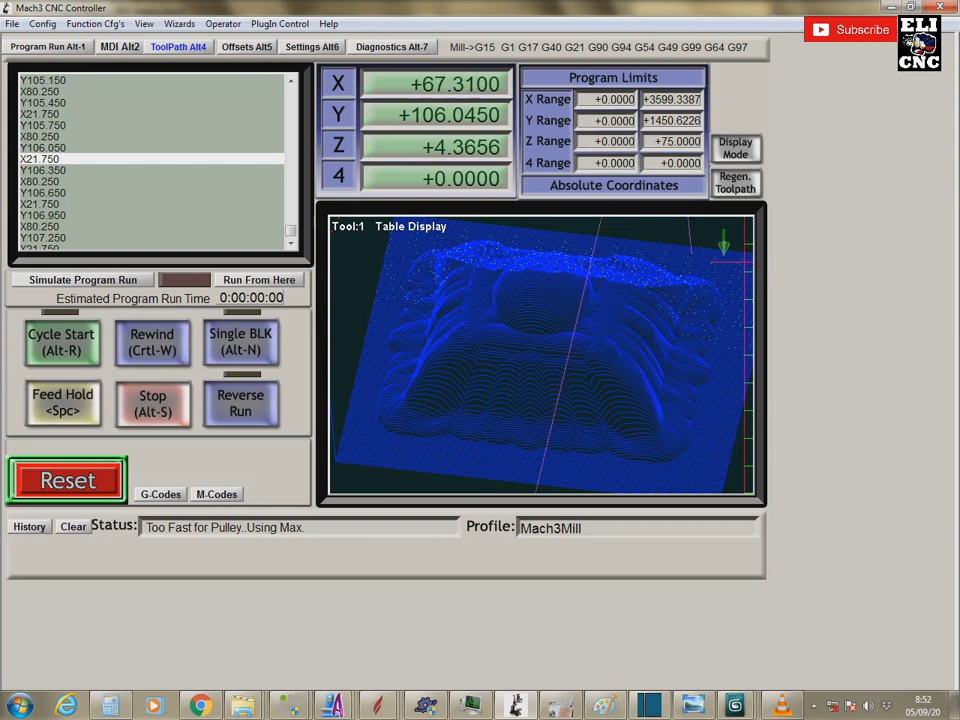 Mach3 CNC Controller
File Config Function Cfg's View Wizards Operator PlugIn Control Help
Subscribe
ELI
CNC
Program Run Alt-1 MDI Alt2 ToolPath Alt4 Offsets Alt5 Settings Alt6 Diagnostics Alt-7 Mill->G15 G1 G17 G40 G21 G90 G94 G54 G49 G99 G64 G97
Y105.150
X80.250
Y105.450
X21.750
Y105.750
X80.250
Y106.050
X21.750
Y106.350
X80.250
Y106.650
X21.750
Y106.950
X80.250
Y107.250
X21.750
X +67.3100
Y +106.0450
Z +4.3656
4 +0.0000
Program Limits
X Range +0.0000 +3599.3387
Y Range +0.0000 +1450.6226
Z Range +0.0000 +75.0000
4 Range +0.0000 +0.0000
Absolute Coordinates
Display
Mode
Regen.
Toolpath
Tool:1 Table Display
Simulate Program Run Run From Here
Estimated Program Run Time 0:00:00:00
Cycle Start
(Alt-R)
Rewind
(Crtl-W)
Single BLK
(Alt-N)
Feed Hold
<Spc>
Stop
(Alt-S)
Reverse
Run
Reset
G-Codes M-Codes
History Clear Status: Too Fast for Pulley..Using Max. Profile: Mach3Mill
8:52
05/09/20